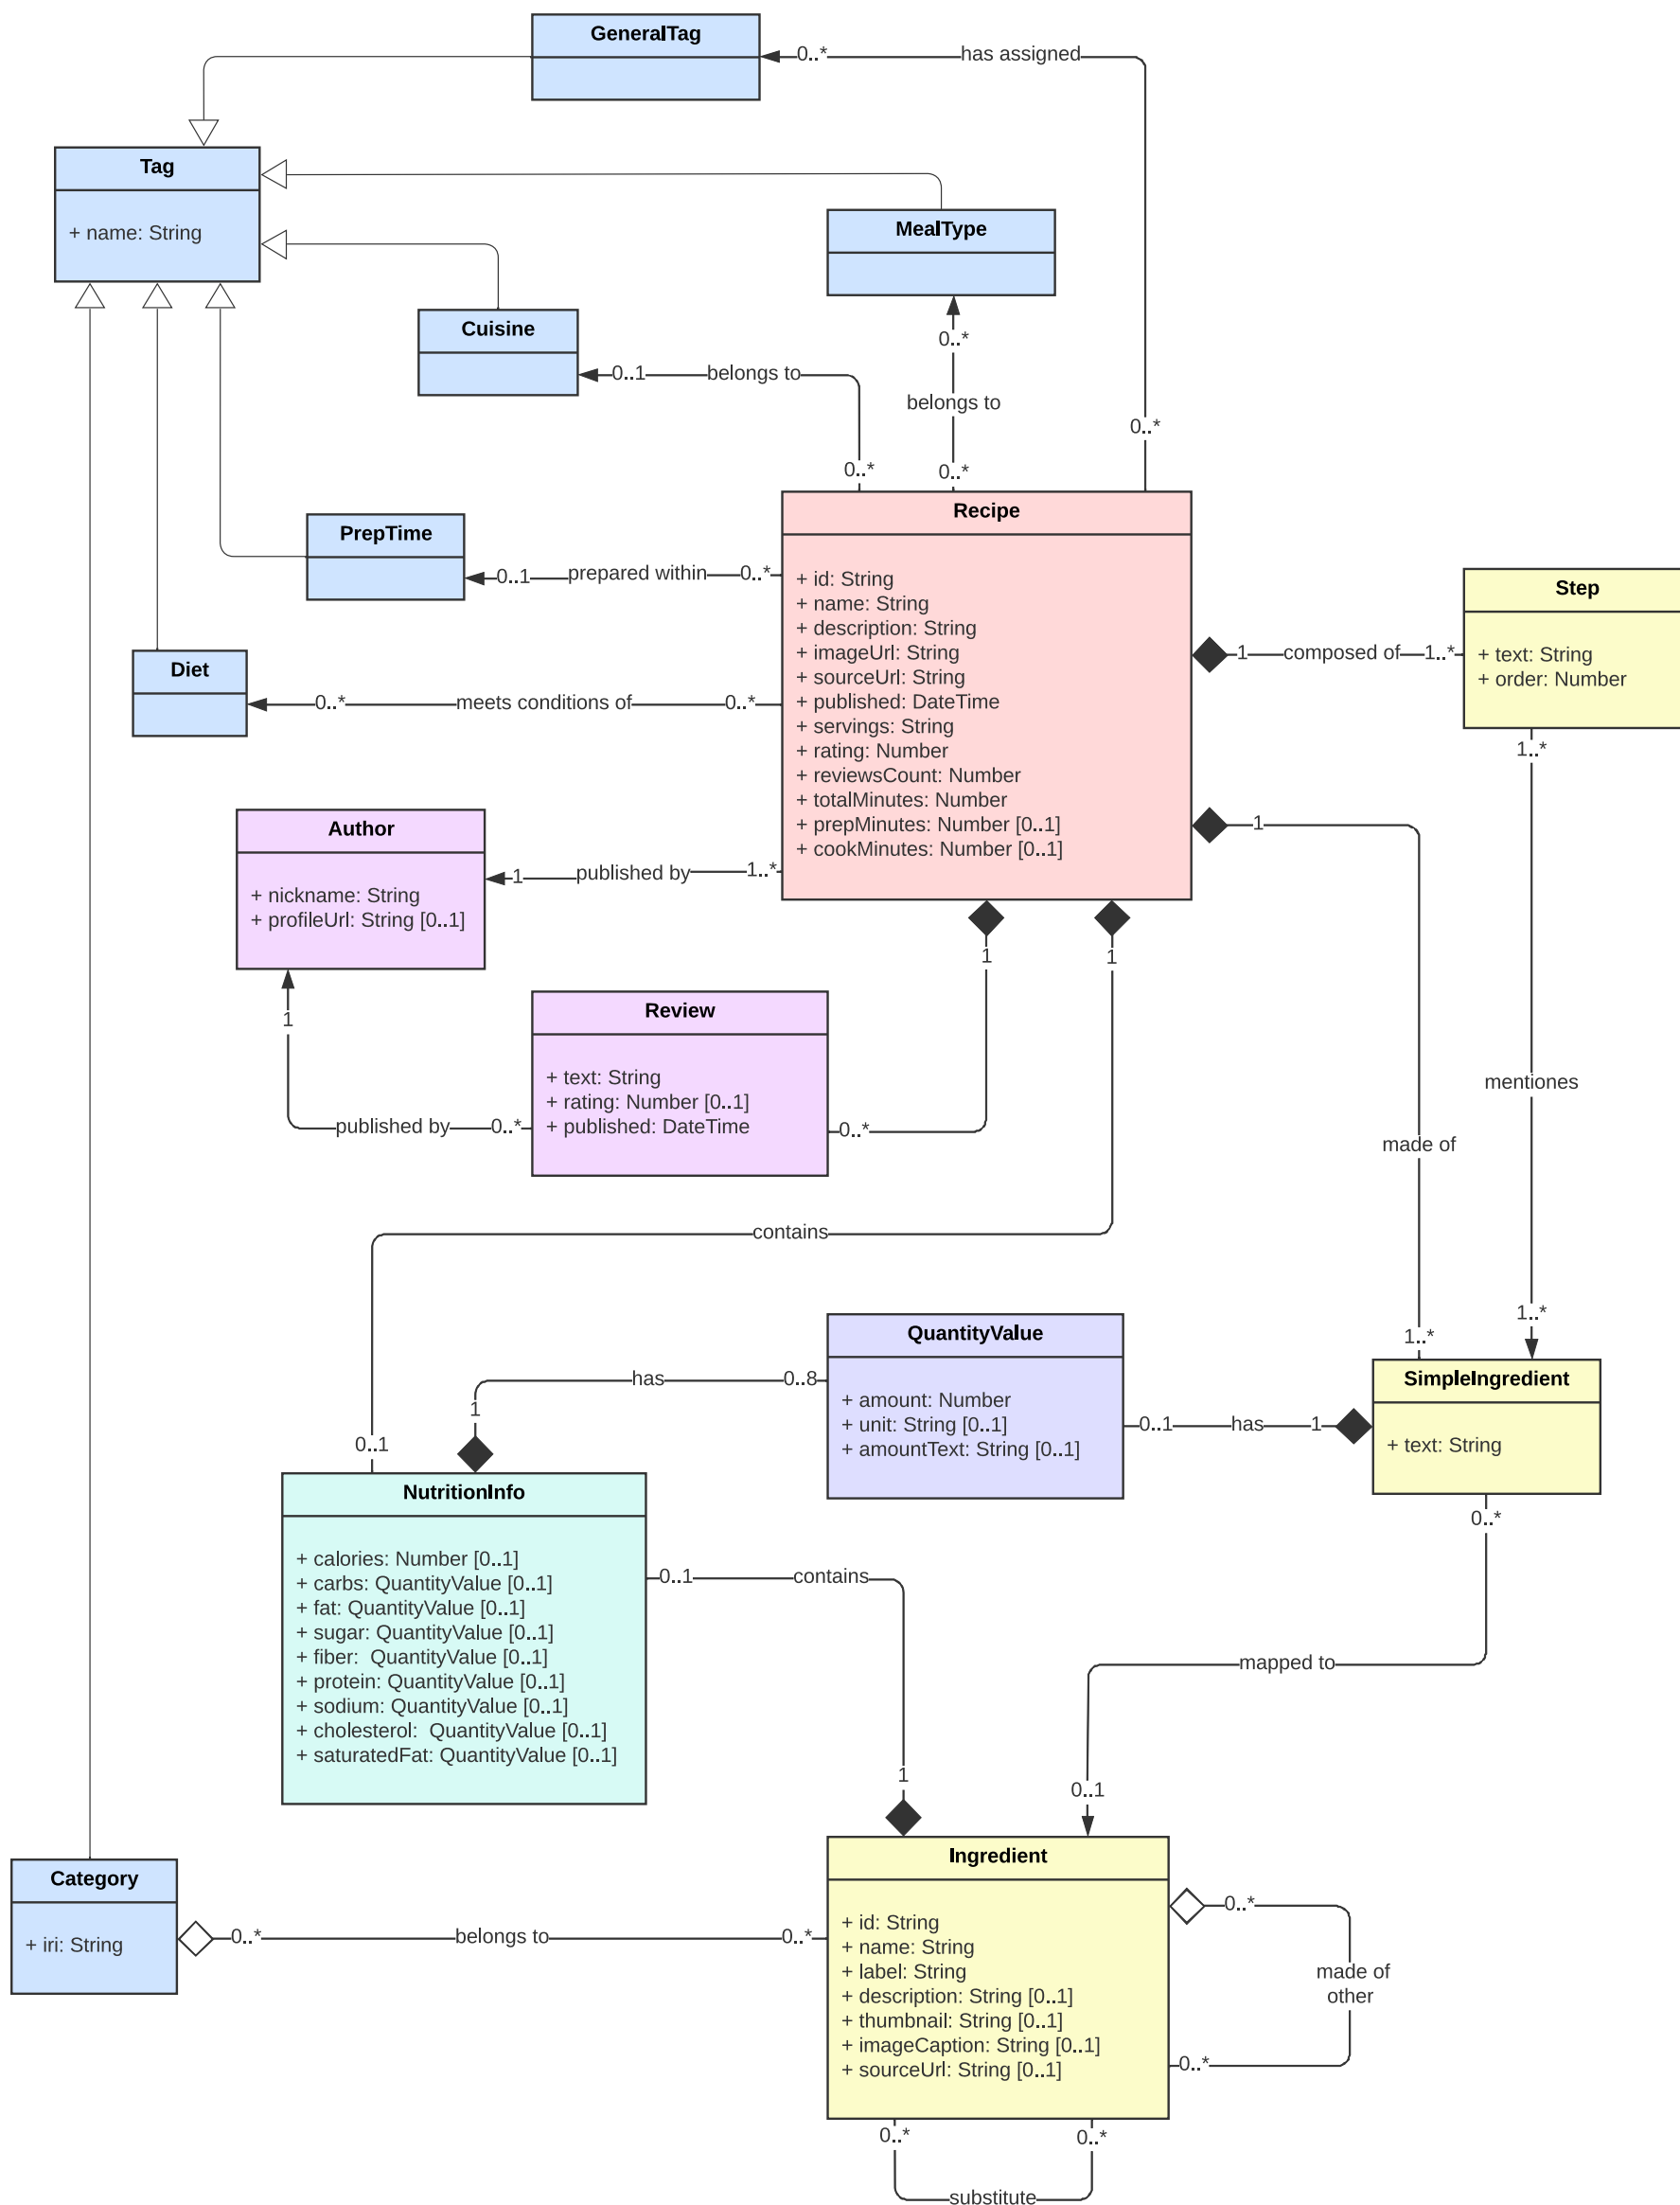 GeneralTag
0..*
has assigned
Tag
+ name: String
MealType
Cuisine
0..*
0..1
belongs to
belongs to
0..*
0..*
0..*
Recipe
+ id: String
+ name: String
+ description: String
+ imageUrl: String
+ sourceUrl: String
+ published: DateTime
+ servings: String
+ rating: Number
+ reviewsCount: Number
+ totalMinutes: Number
+ prepMinutes: Number [0..1]
+ cookMinutes: Number [0..1]
PrepTime
0..1
prepared within
0..*
Step
+ text: String
+ order: Number
1
composed of
1..*
Diet
0..*
meets conditions of
0..*
1..*
Author
+ nickname: String
+ profileUrl: String [0..1]
1
published by
1..*
1
1
1
1
Review
+ text: String
+ rating: Number [0..1]
+ published: DateTime
published by
0..*
0..*
mentiones
made of
contains
1..*
1..*
QuantityValue
+ amount: Number
+ unit: String [0..1]
+ amountText: String [0..1]
has
0..8
1
0..1
has
1
SimpleIngredient
+ text: String
0..1
NutritionInfo
+ calories: Number [0..1]
+ carbs: QuantityValue [0..1]
+ fat: QuantityValue [0..1]
+ sugar: QuantityValue [0..1]
+ fiber:  QuantityValue [0..1]
+ protein: QuantityValue [0..1]
+ sodium: QuantityValue [0..1]
+ cholesterol:  QuantityValue [0..1]
+ saturatedFat: QuantityValue [0..1]
0..*
0..1
contains
mapped to
1
0..1
Category
+ iri: String
0..*
belongs to
0..*
Ingredient
+ id: String
+ name: String
+ label: String
+ description: String [0..1]
+ thumbnail: String [0..1]
+ imageCaption: String [0..1]
+ sourceUrl: String [0..1]
0..*
made of
other
0..*
0..*
0..*
substitute